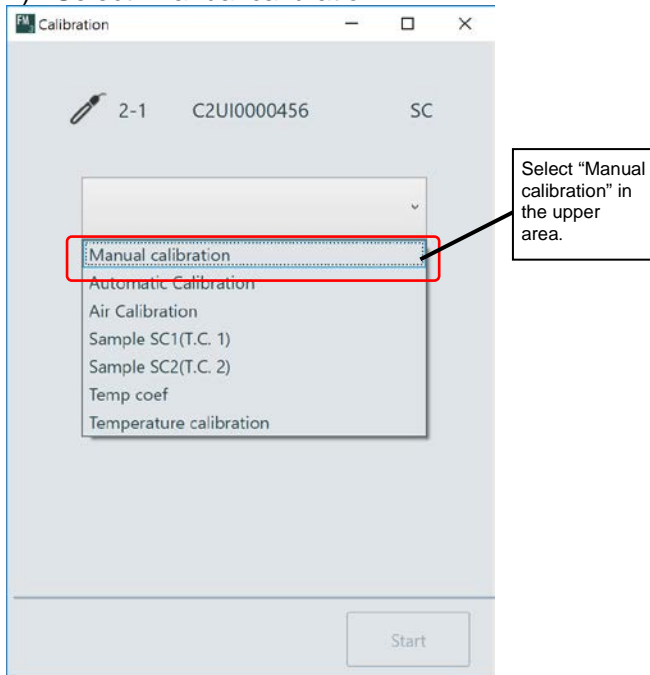 Calibration
2-1 C2UI0000456 SC
Manual calibration
Automatic Calibration
Air Calibration
Sample SC1(T.C. 1)
Sample SC2(T.C. 2)
Temp coef
Temperature calibration
Select “Manual
calibration” in
the upper
area.
Start